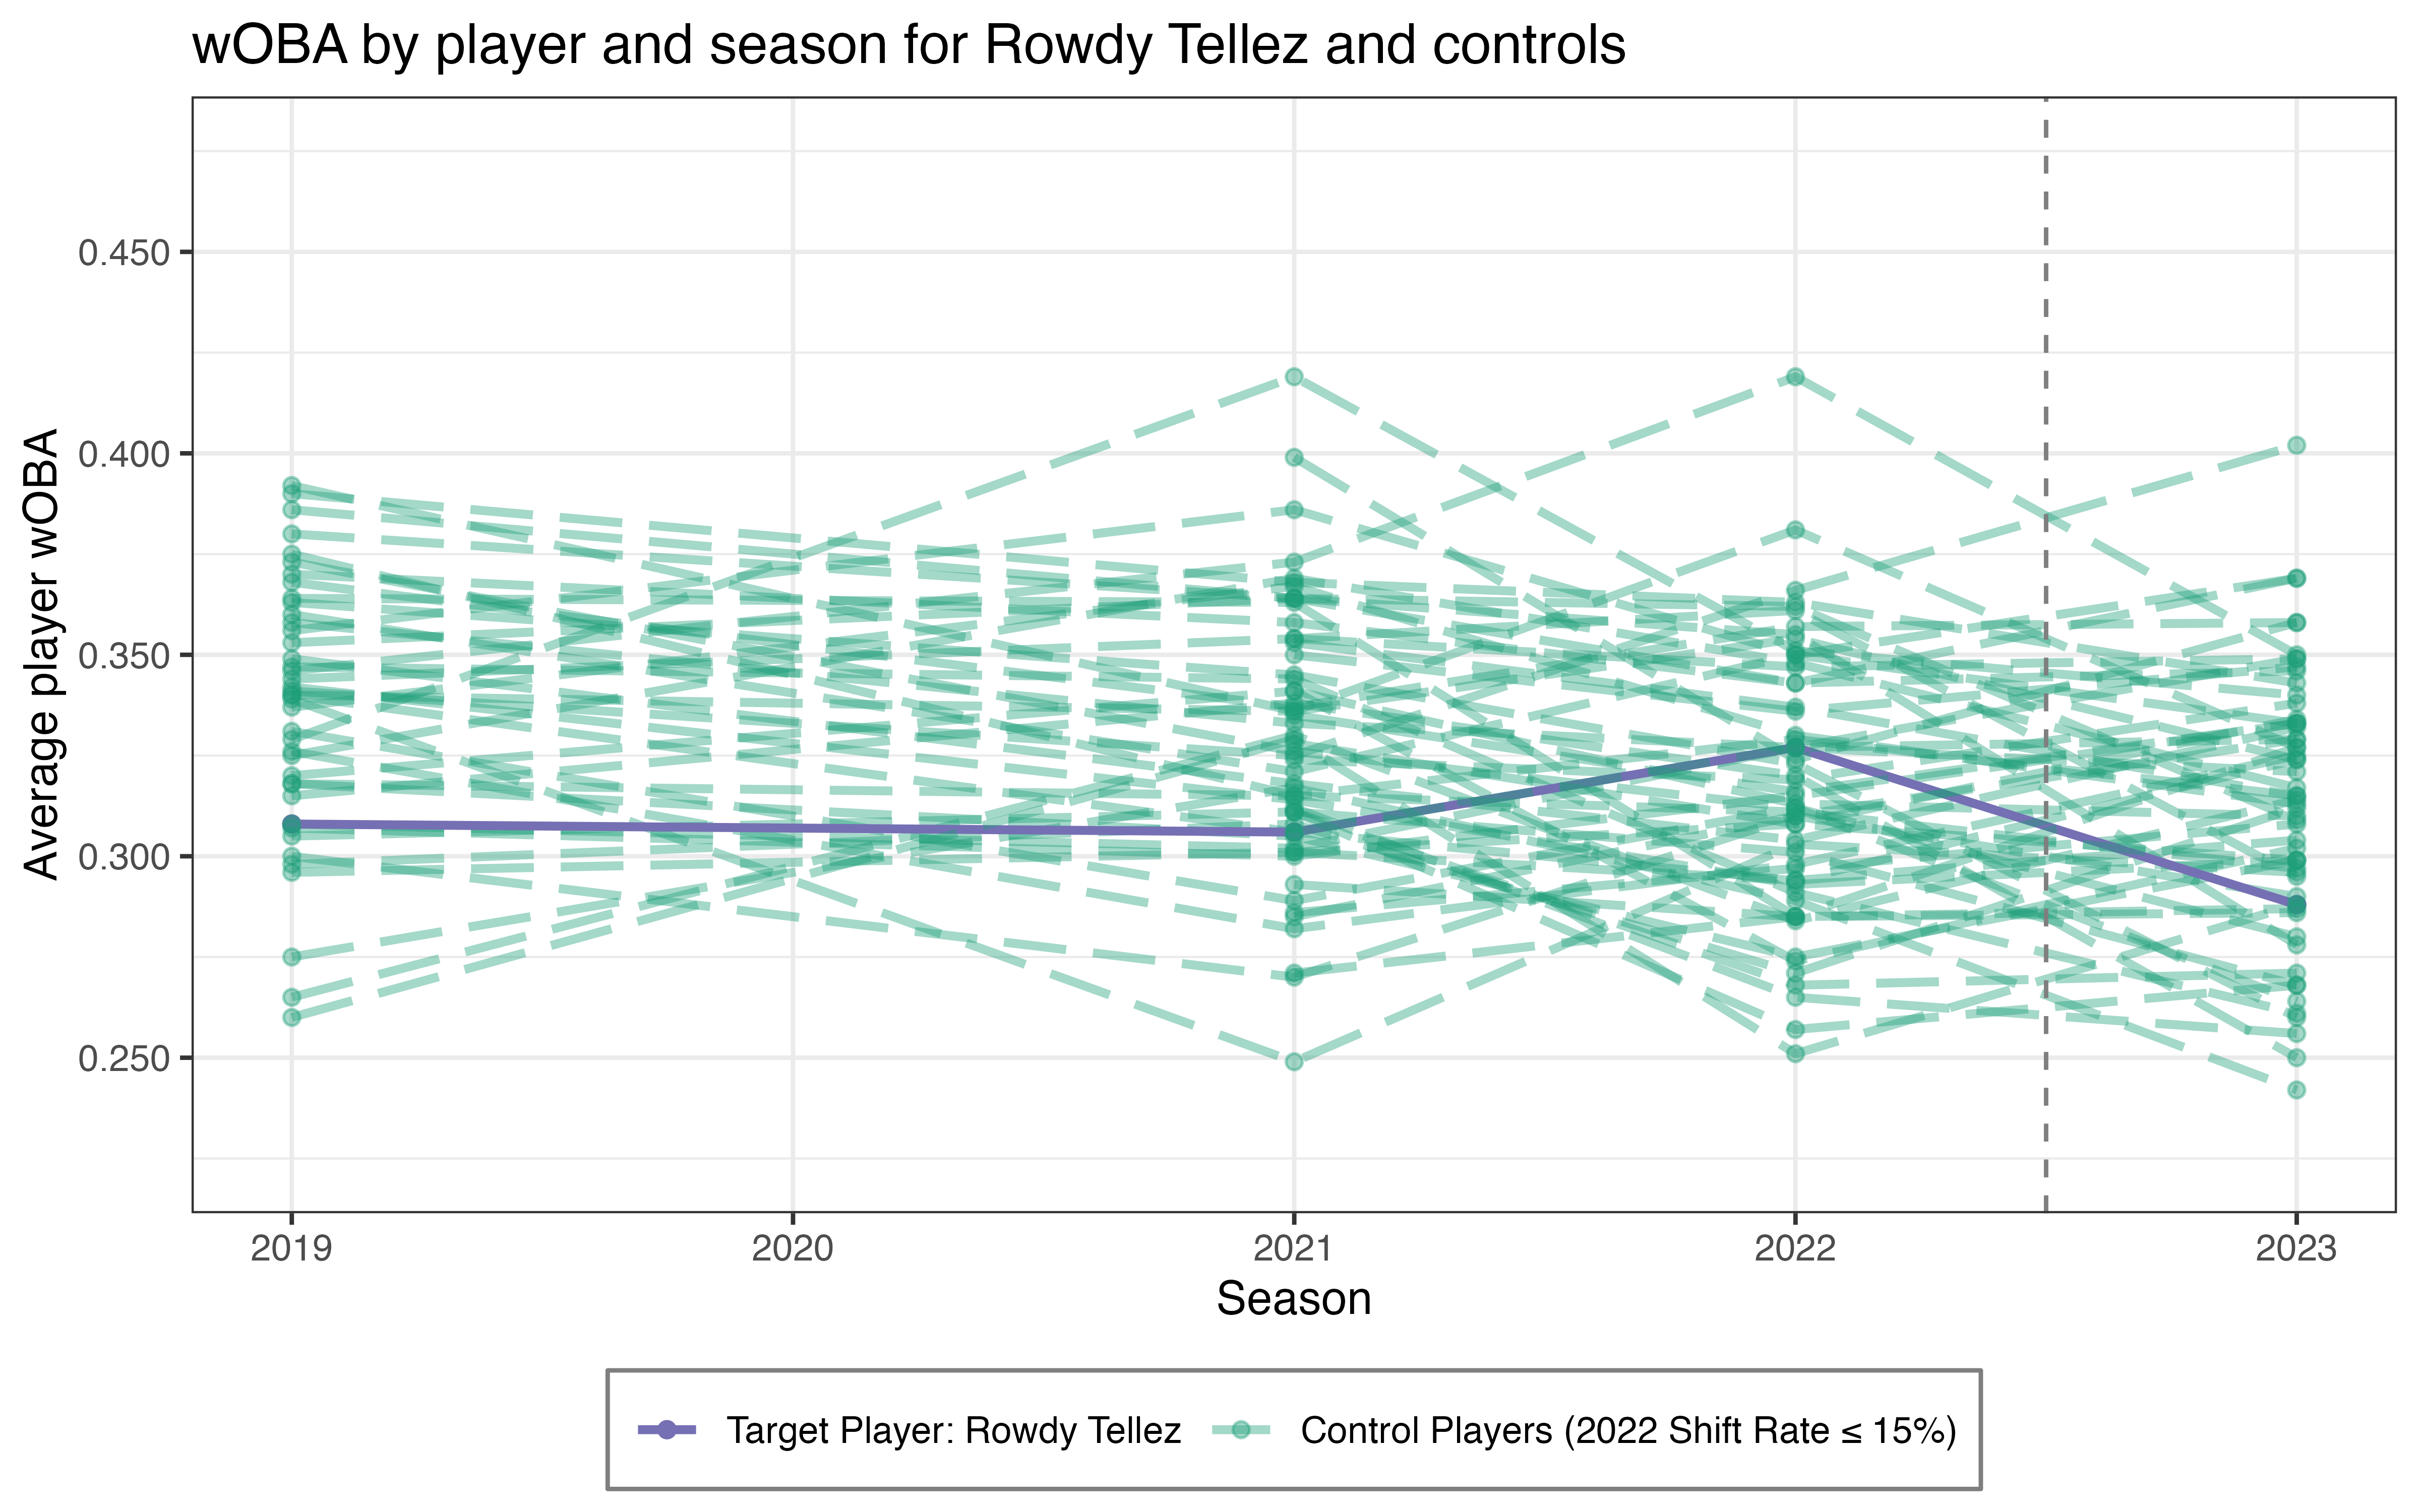 wOBA by player and season for Rowdy Tellez and controls
Average player wOBA
0.450
0.400
0.350
0.300
0.250
2019 2020 2021 2022 2023
Season
Target Player: Rowdy Tellez Control Players (2022 Shift Rate ≤ 15%)